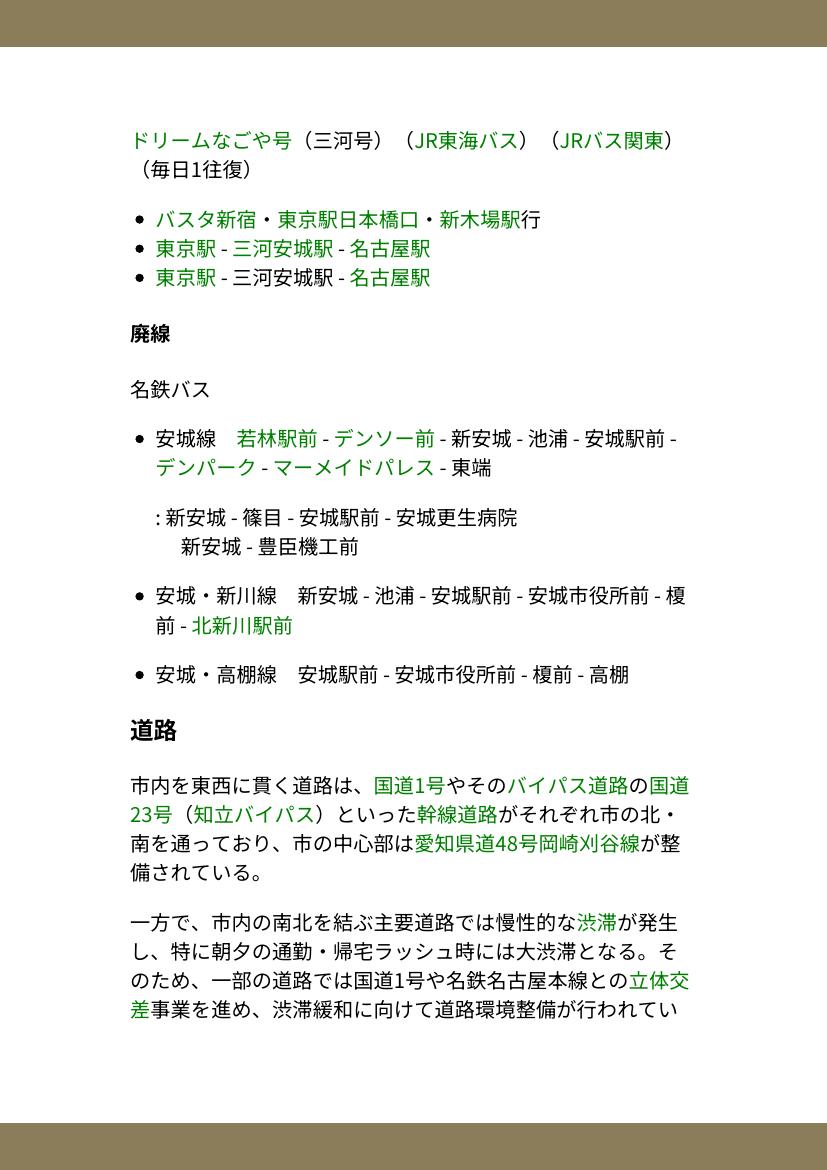 ドリームなごや号（三河号）（JR東海バス）（JRバス関東）
（毎日1往復）
• バスタ新宿・東京駅日本橋口・新木場駅行
• 東京駅 - 三河安城駅 - 名古屋駅
• 東京駅 - 三河安城駅 - 名古屋駅
廃線
名鉄バス
• 安城線　若林駅前 - デンソー前 - 新安城 - 池浦 - 安城駅前 -
デンパーク - マーメイドパレス - 東端
: 新安城 - 篠目 - 安城駅前 - 安城更生病院
新安城 - 豊臣機工前
• 安城・新川線　新安城 - 池浦 - 安城駅前 - 安城市役所前 - 榎
前 - 北新川駅前
• 安城・高棚線　安城駅前 - 安城市役所前 - 榎前 - 高棚
道路
市内を東西に貫く道路は、国道1号やそのバイパス道路の国道
23号（知立バイパス）といった幹線道路がそれぞれ市の北・
南を通っており、市の中心部は愛知県道48号岡崎刈谷線が整
備されている。
一方で、市内の南北を結ぶ主要道路では慢性的な渋滞が発生
し、特に朝夕の通勤・帰宅ラッシュ時には大渋滞となる。そ
のため、一部の道路では国道1号や名鉄名古屋本線との立体交
差事業を進め、渋滞緩和に向けて道路環境整備が行われてい